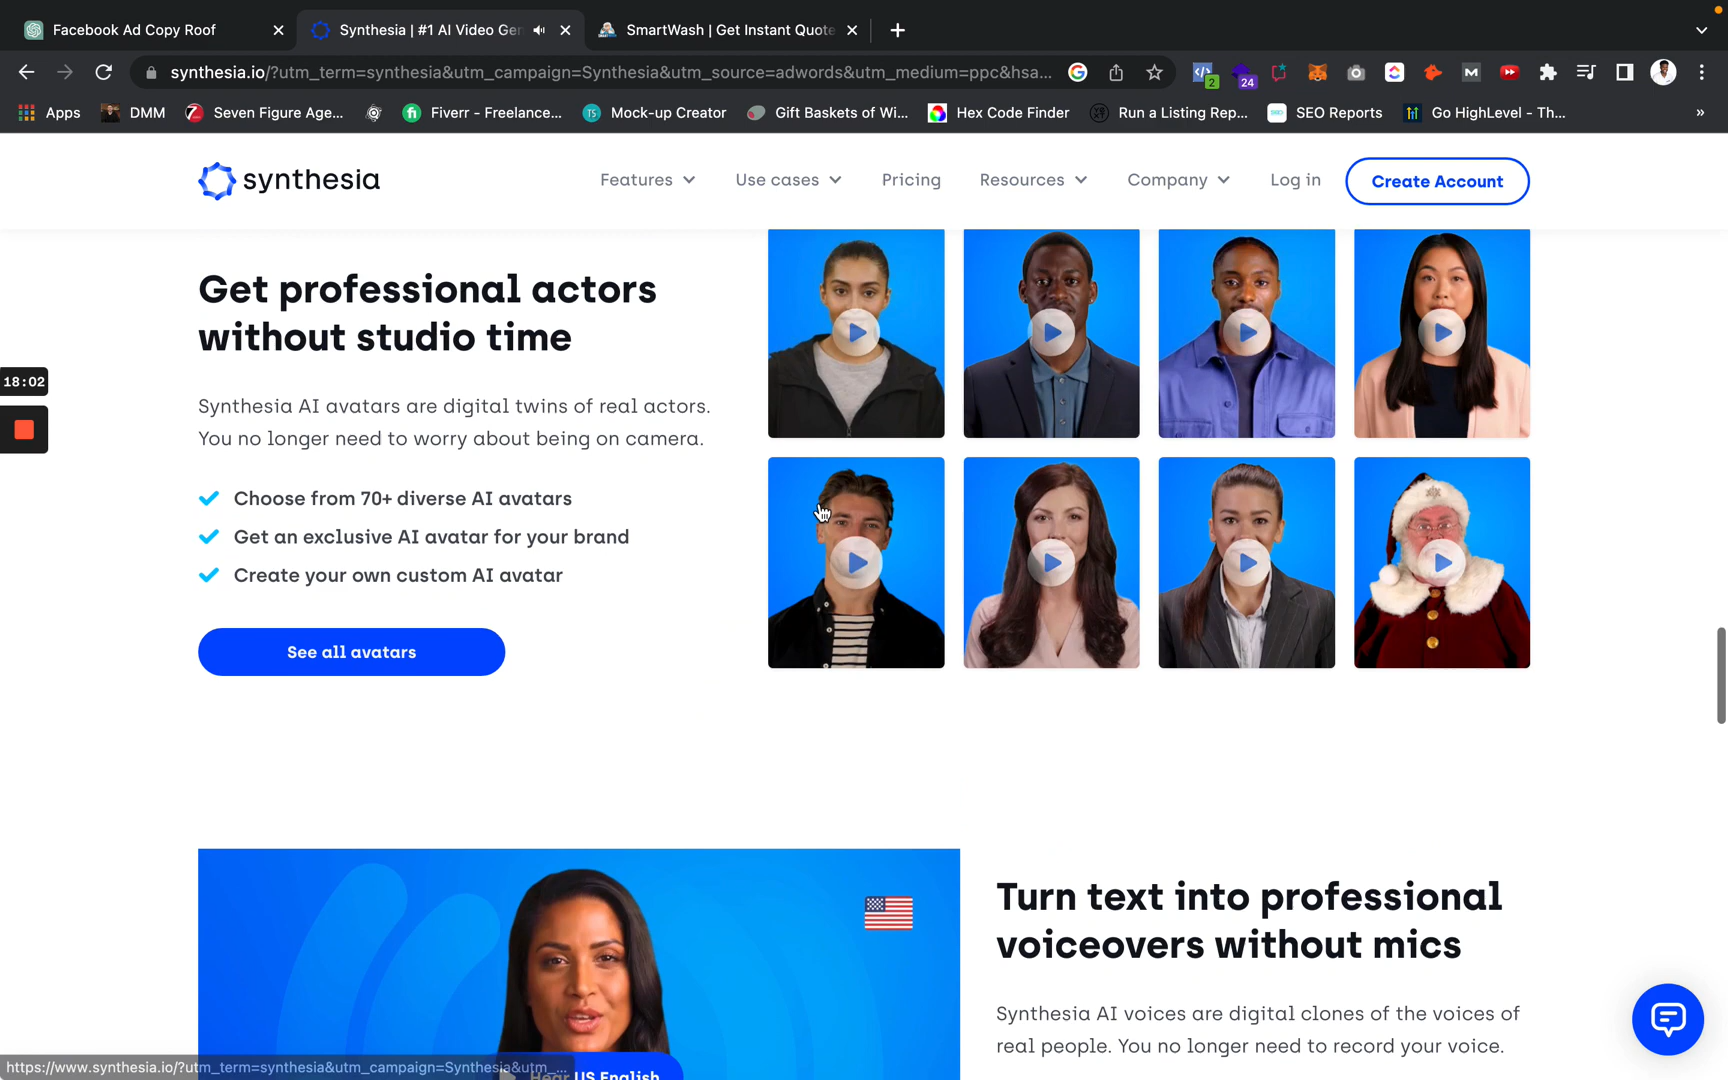 Facebook Ad Copy Roof
Synthesia | #1 AI Video Ger
SmartWash | Get Instant Quote
synthesia.io/?utm_term=synthesia&utm_campaign=Synthesia&utm_source=adwords&utm_medium=ppc&hsa...
2
24
Apps
DMM
Seven Figure Age...
Fiverr - Freelance...
Mock-up Creator
Gift Baskets of Wi...
Hex Code Finder
Run a Listing Rep...
SEO Reports
Go HighLevel - Th...
»
synthesia
Features
Use cases
Pricing
Resources
Company
Log in
Create Account
Get professional actors
without studio time
18:02
Synthesia AI avatars are digital twins of real actors.
You no longer need to worry about being on camera.
Choose from 70+ diverse AI avatars
Get an exclusive AI avatar for your brand
Create your own custom AI avatar
See all avatars
Turn text into professional
voiceovers without mics
Synthesia AI voices are digital clones of the voices of
real people. You no longer need to record your voice.
Hear US English
https://www.synthesia.io/?utm_term=synthesia&utm_campaign=Synthesia&utm_...